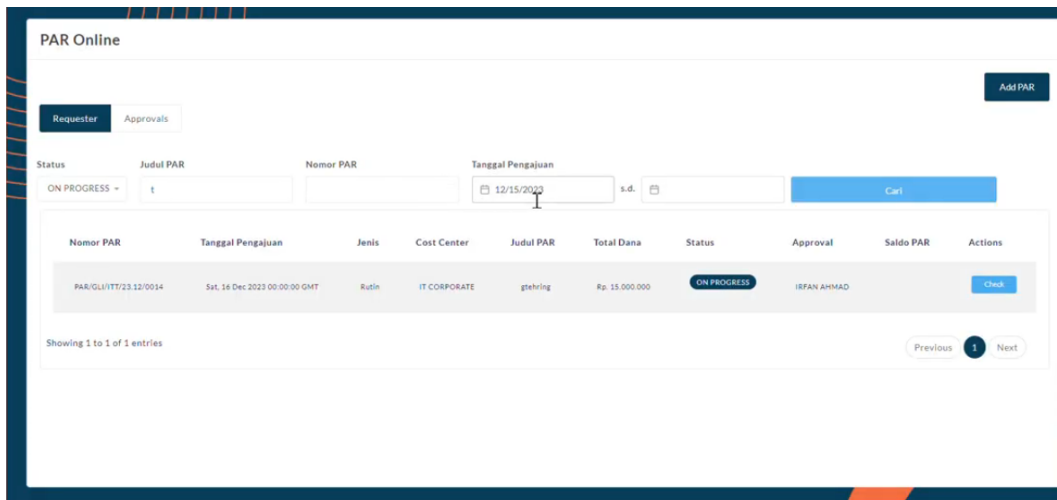 PAR Online
Add PAR
Requester Approvals
Status Judul PAR Nomor PAR Tanggal Pengajuan
ON PROGRESS t 12/15/2023 s.d. Cari
Nomor PAR Tanggal Pengajuan Jenis Cost Center Judul PAR Total Dana Status Approval Saldo PAR Actions
PAR/GLI/ITT/23.12/0014 Sat, 16 Dec 2023 00:00:00 GMT Rutin IT CORPORATE gtehring Rp. 15.000.000 ON PROGRESS IRFAN AHMAD Check
Showing 1 to 1 of 1 entries Previous 1 Next